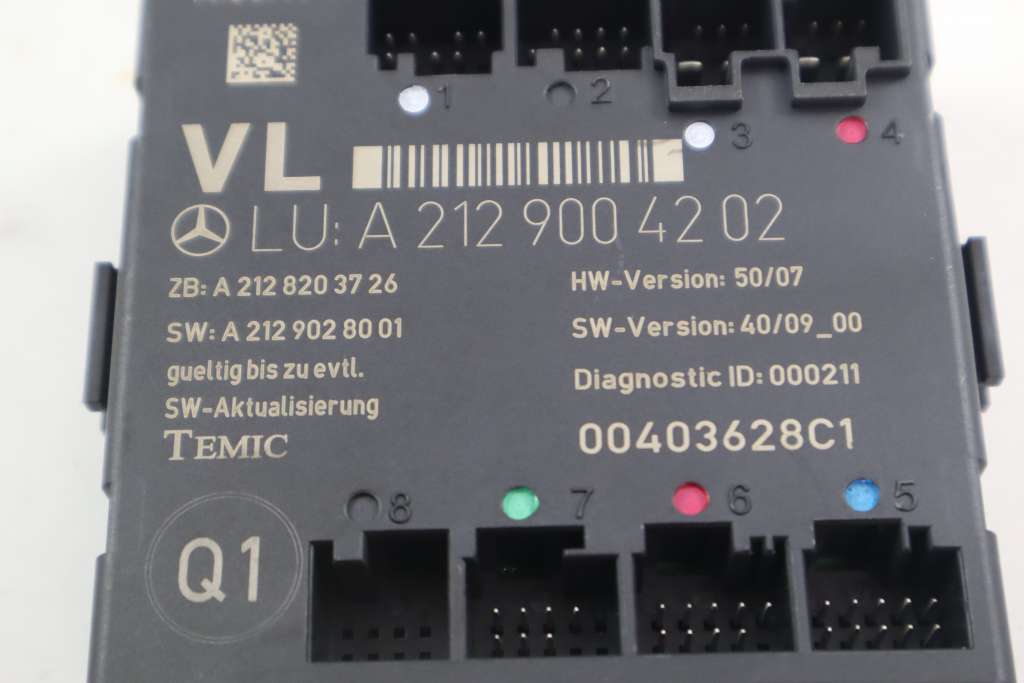 1 2
3 4
VL
LU: A 212 900 42 02
ZB: A 212 820 37 26
HW-Version: 50/07
SW: A 212 902 80 01
SW-Version: 40/09_00
gueltig bis zu evtl.
Diagnostic ID: 000211
SW-Aktualisierung
TEMIC
00403628C1
8 7 6 5
Q1